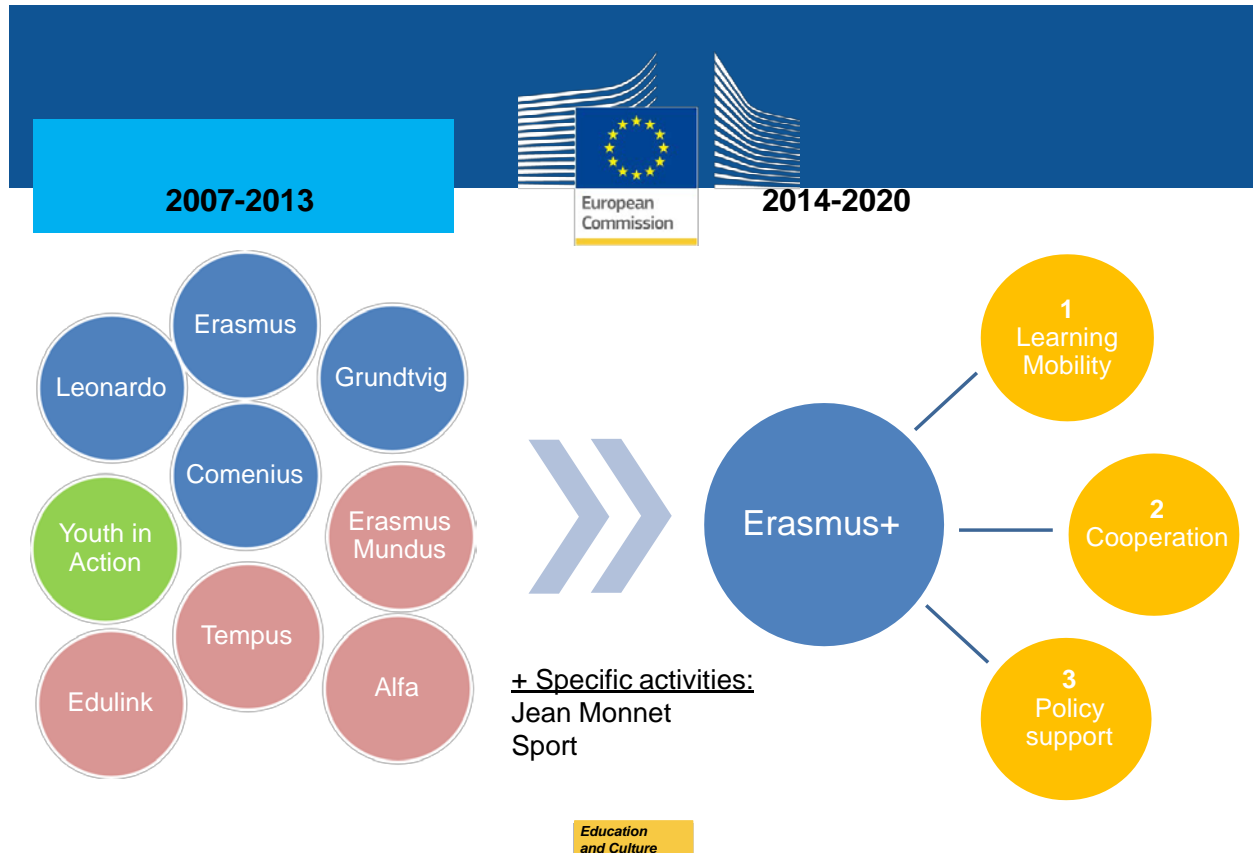 2007-2013
European
Commission
2014-2020
Erasmus
Leonardo
Grundtvig
Comenius
Youth in
Action
Erasmus
Mundus
Tempus
Edulink
Alfa
Erasmus+
1
Learning
Mobility
2
Cooperation
3
Policy
support
+ Specific activities:
Jean Monnet
Sport
Education
and Culture